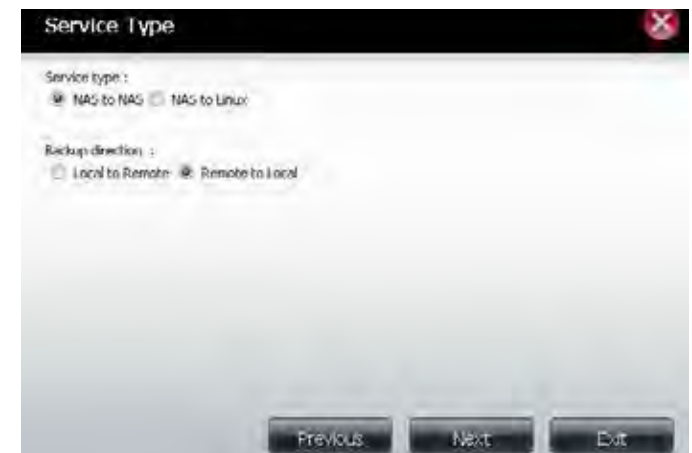 Service Type
Service type :
NAS to NAS NAS to Linux
Backup direction :
Local to Remote Remote to Local
Previous Next Exit